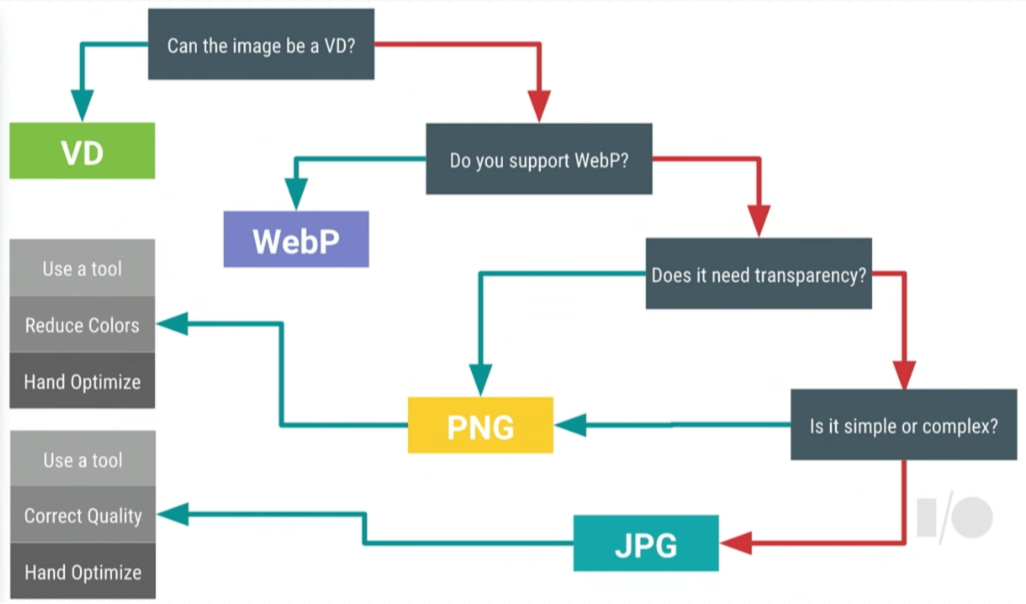 Can the image be a VD?
VD
Do you support WebP?
WebP
Does it need transparency?
Use a tool
Reduce Colors
Hand Optimize
PNG
Is it simple or complex?
Use a tool
Correct Quality
Hand Optimize
JPG
I/O